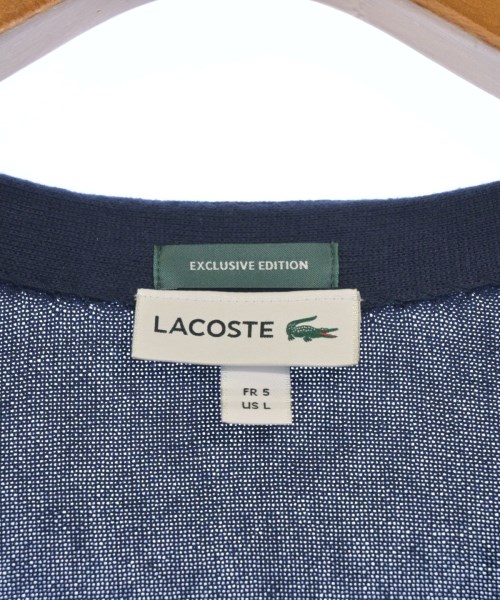 EXCLUSIVE EDITION
LACOSTE
FR 5
US L